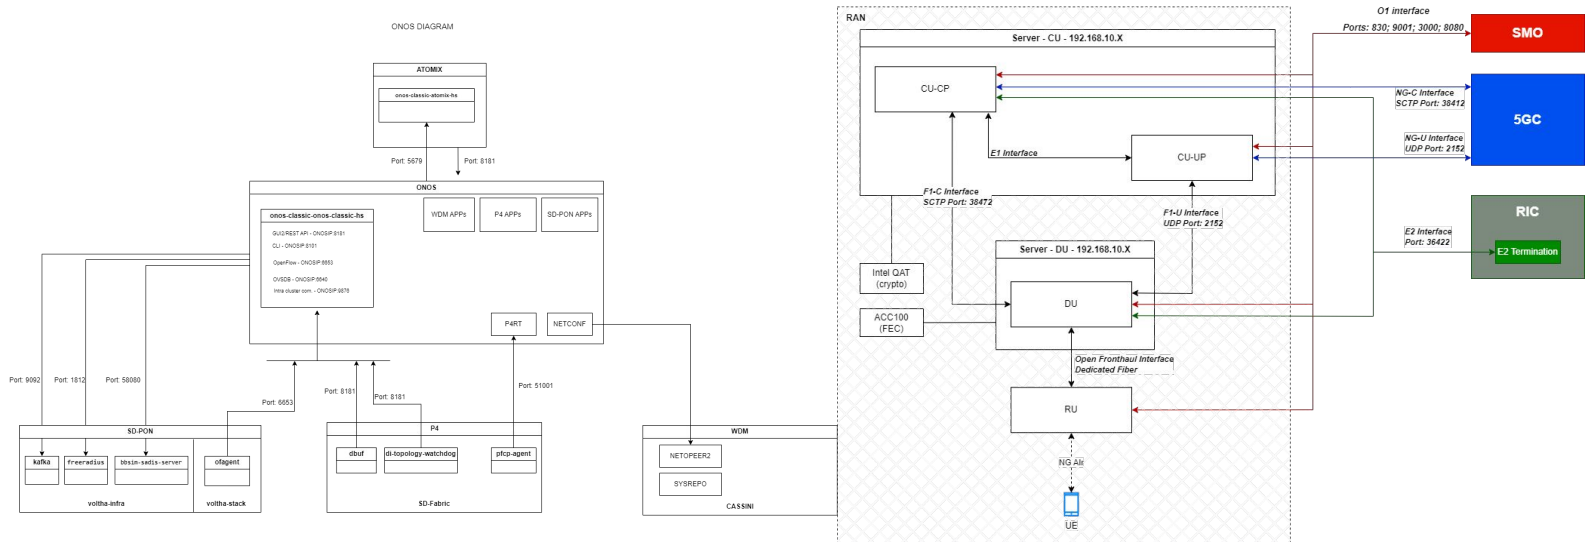 ONOS DIAGRAM
ATOMIX
onos-classic-atomix-hs
Port: 5679
Port: 8181
ONOS
onos-classic-onos-classic-hs
GUI2/REST API - ONOSIP:8181
CLI - ONOSIP:8101
OpenFlow - ONOSIP:6653
OVSDB - ONOSIP:6640
Intra cluster com. - ONOSIP:9876
WDM APPs
P4 APPs
SD-PON APPs
P4RT
NETCONF
Port: 9092
Port: 1812
Port: 58080
Port: 6653
Port: 8181
Port: 8181
Port: 51001
SD-PON
kafka
freeradius
bbsim-sadis-server
ofagent
voltha-infra
voltha-stack
P4
dbuf
di-topology-watchdog
pfcp-agent
SD-Fabric
WDM
NETOPEER2
SYSREPO
CASSINI
RAN
Server - CU - 192.168.10.X
CU-CP
E1 Interface
CU-UP
F1-C Interface
SCTP Port: 38472
F1-U Interface
UDP Port: 2152
Intel QAT
(crypto)
ACC100
(FEC)
Server - DU - 192.168.10.X
DU
Open Fronthaul Interface
Dedicated Fiber
RU
NG Air
UE
O1 interface
Ports: 830; 9001; 3000; 8080
SMO
NG-C Interface
SCTP Port: 38412
5GC
NG-U Interface
UDP Port: 2152
RIC
E2 Interface
Port: 36422
E2 Termination